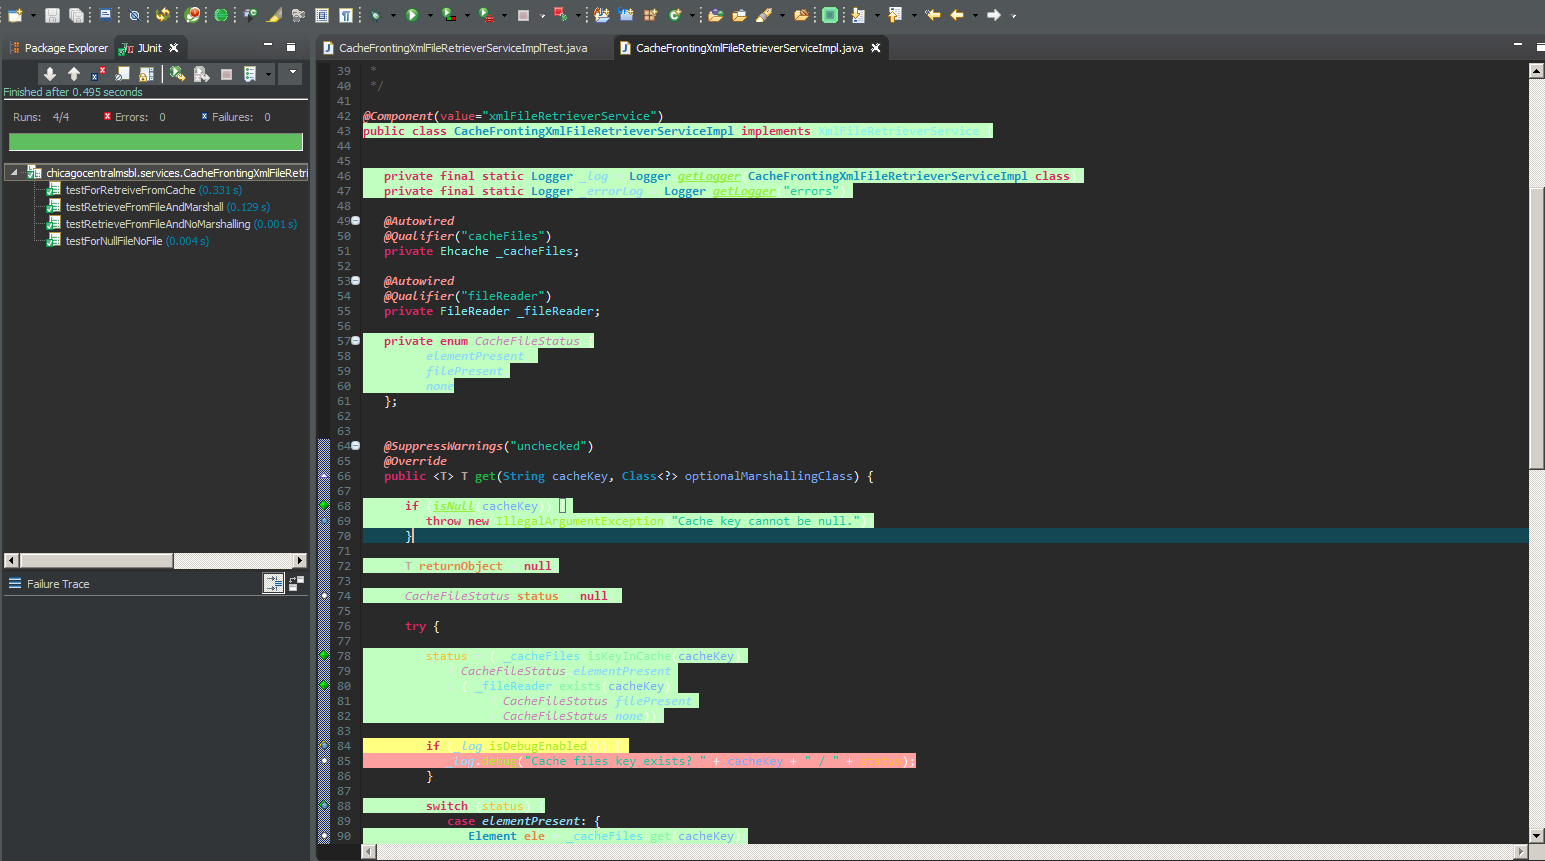 Package Explorer
JUnit
Finished after 0.495 seconds
Runs: 4/4
Errors: 0
Failures: 0
chicagocentralmsbl.services.CacheFrontingXmlFileRetri
testForRetreiveFromCache (0.331 s)
testRetrieveFromFileAndMarshall (0.129 s)
testRetrieveFromFileAndNoMarshalling (0.001 s)
testForNullFileNoFile (0.004 s)
Failure Trace
CacheFrontingXmlFileRetrieverServiceImplTest.java
CacheFrontingXmlFileRetrieverServiceImpl.java
39 *
40 */
41
42 @Component(value="xmlFileRetrieverService")
43 public class CacheFrontingXmlFileRetrieverServiceImpl implements XmlFileRetrieverService {
44
45
46 private final static Logger _log Logger getLogger(CacheFrontingXmlFileRetrieverServiceImpl class)
47 private final static Logger _errorLog Logger getLogger("errors")
48
49 @Autowired
50 @Qualifier("cacheFiles")
51 private Ehcache _cacheFiles;
52
53 @Autowired
54 @Qualifier("fileReader")
55 private FileReader _fileReader;
56
57 private enum CacheFileStatus {
58 elementPresent
59 filePresent
60 none
61 };
62
63
64 @SuppressWarnings("unchecked")
65 @Override
66 public <T> T get(String cacheKey, Class<?> optionalMarshallingClass) {
67
68 if (isNull(cacheKey)) {
69 throw new IllegalArgumentException("Cache key cannot be null.")
70 }
71
72 T returnObject null
73
74 CacheFileStatus status null
75
76 try {
77
78 status ( _cacheFiles isKeyInCache(cacheKey)
79 CacheFileStatus elementPresent
80 ( _fileReader exists(cacheKey)
81 CacheFileStatus filePresent
82 CacheFileStatus none))
83
84 if (_log isDebugEnabled()) {
85 _log.debug("Cache files key exists? " + cacheKey + " / " + status);
86 }
87
88 switch (status) {
89 case elementPresent: {
90 Element ele _cacheFiles get(cacheKey)